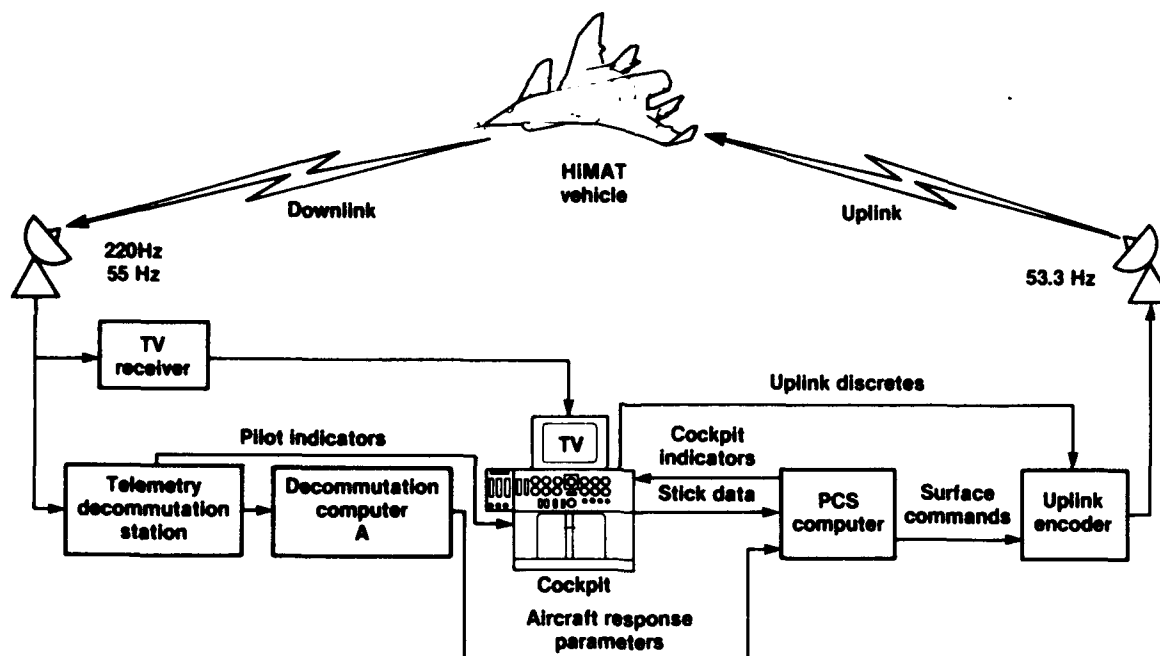 HiMAT
vehicle
Downlink
Uplink
220Hz
55 Hz
53.3 Hz
TV
receiver
Uplink discretes
Pilot indicators
TV
Cockpit
indicators
Telemetry
decommutation
station
Decommutation
computer
A
Stick data
PCS
computer
Surface
commands
Uplink
encoder
Cockpit
Aircraft response
parameters